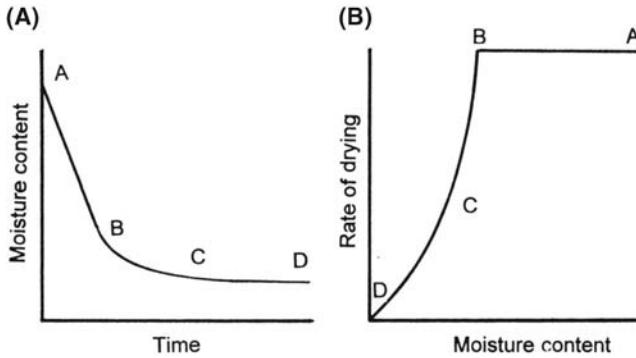 (A)
(B)
A
B
C
D
Moisture content
Time
B
A
C
D
Rate of drying
Moisture content